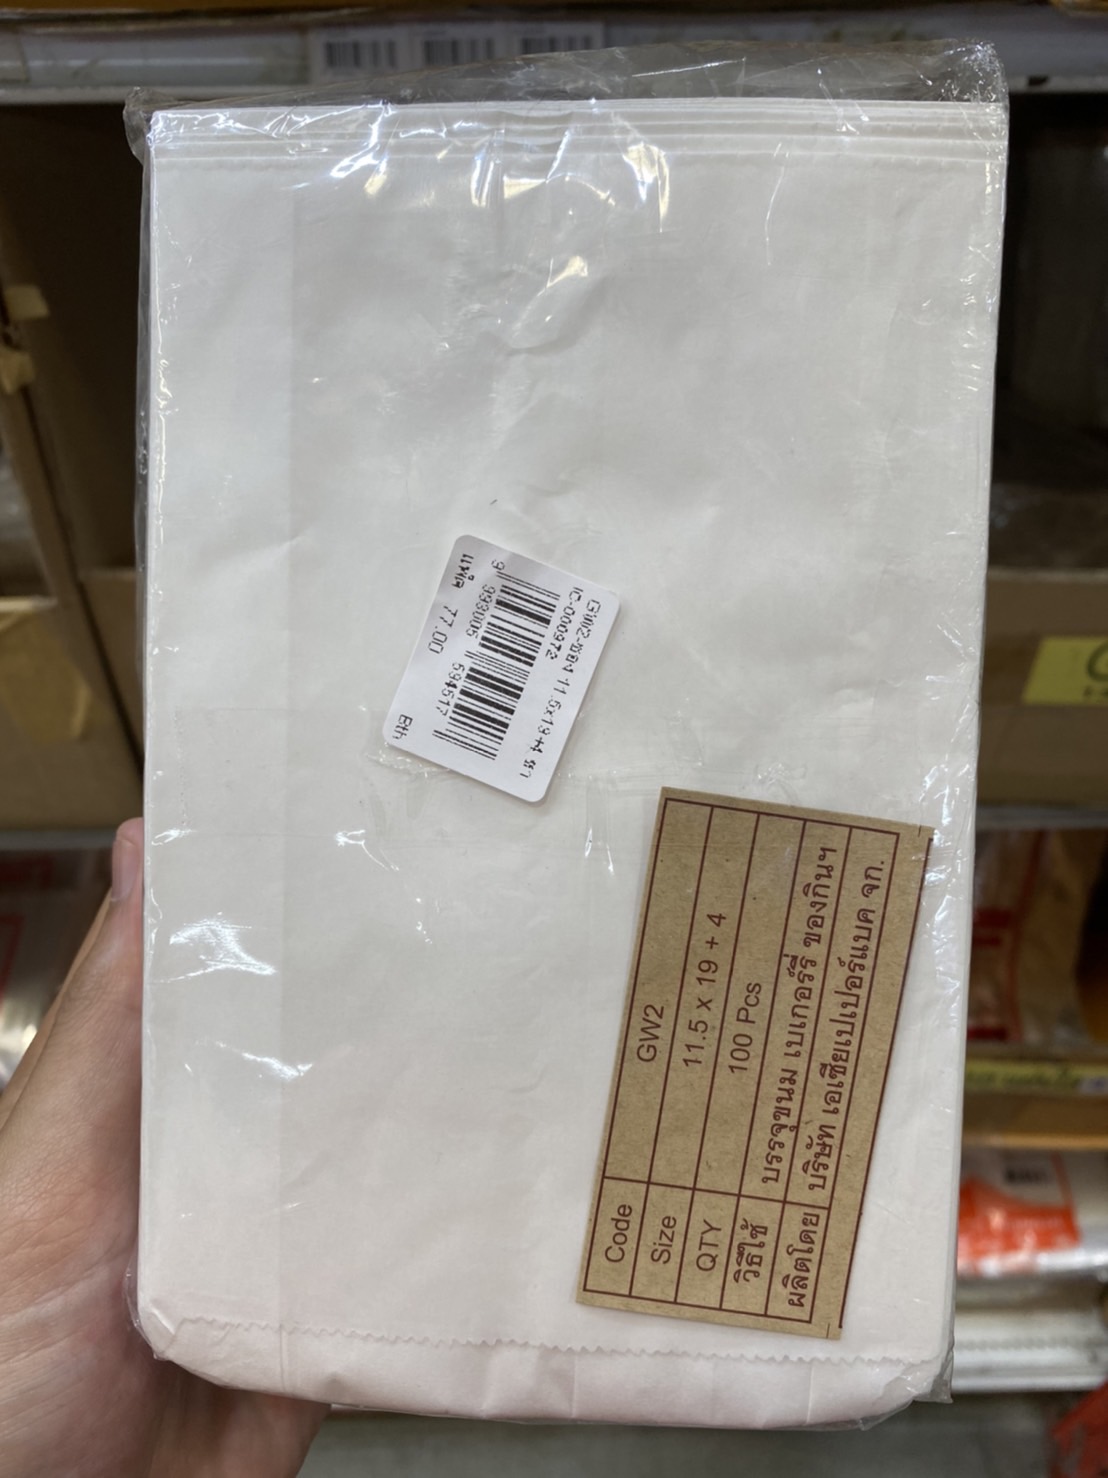 GW2-ซอง 11.5x19+4 ขา
IC-000972
9 993005 694517
แพ็ค 77.00 Bth
Code GW2
Size 11.5 x 19 + 4
QTY 100 Pcs
วิธีใช้ บรรจุขนม เบเกอร์รี่ ของกินฯ
ผลิตโดย บริษัท เอเชียเปเปอร์แบค จก.